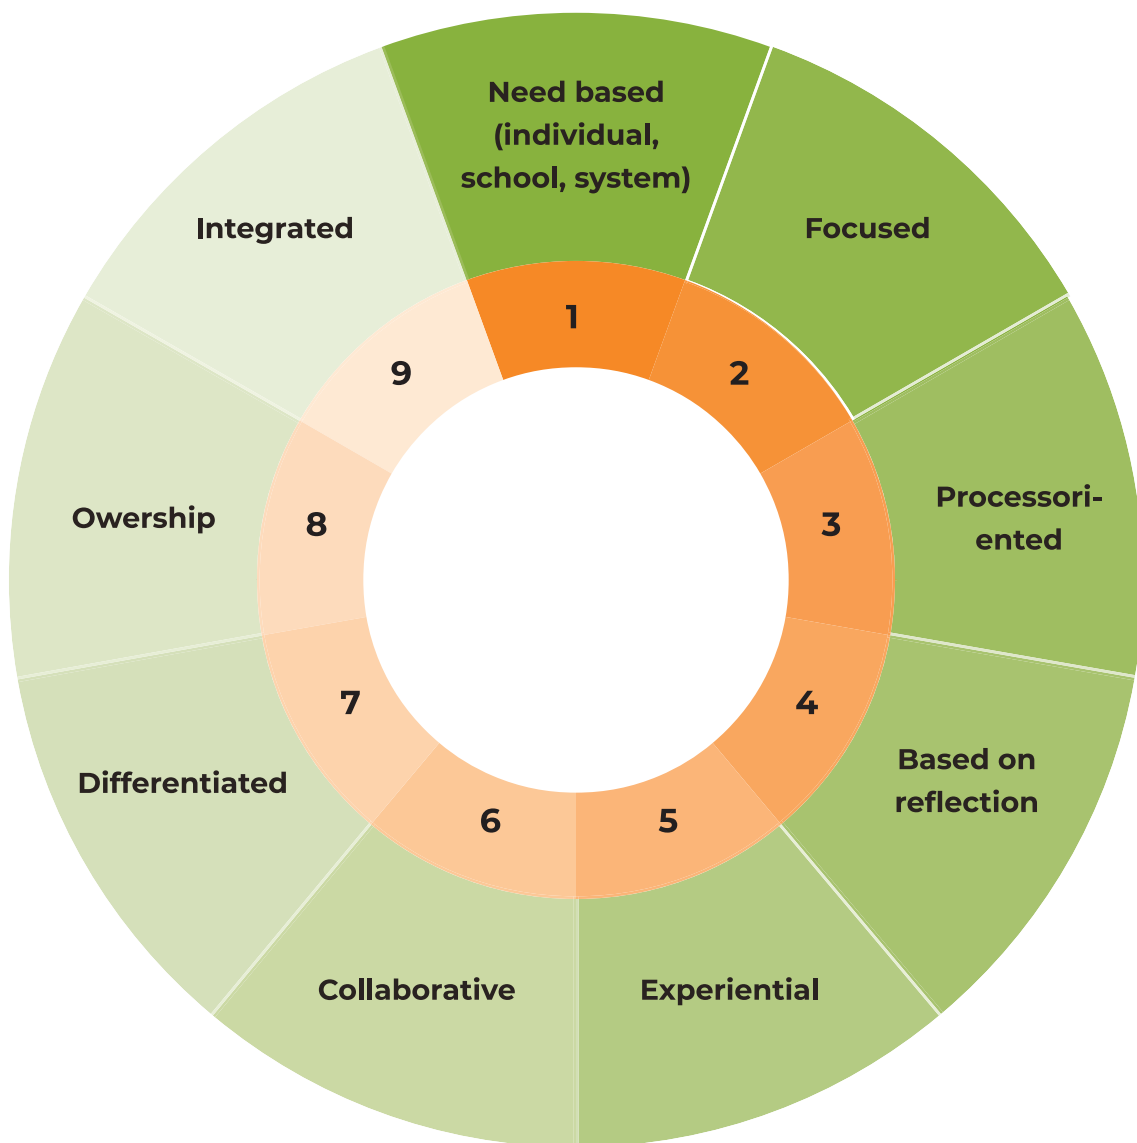 Need based
(individual,
school, system)
1
Focused
2
Processori-
ented
3
Based on
reflection
4
Experiential
5
Collaborative
6
Differentiated
7
Owership
8
Integrated
9